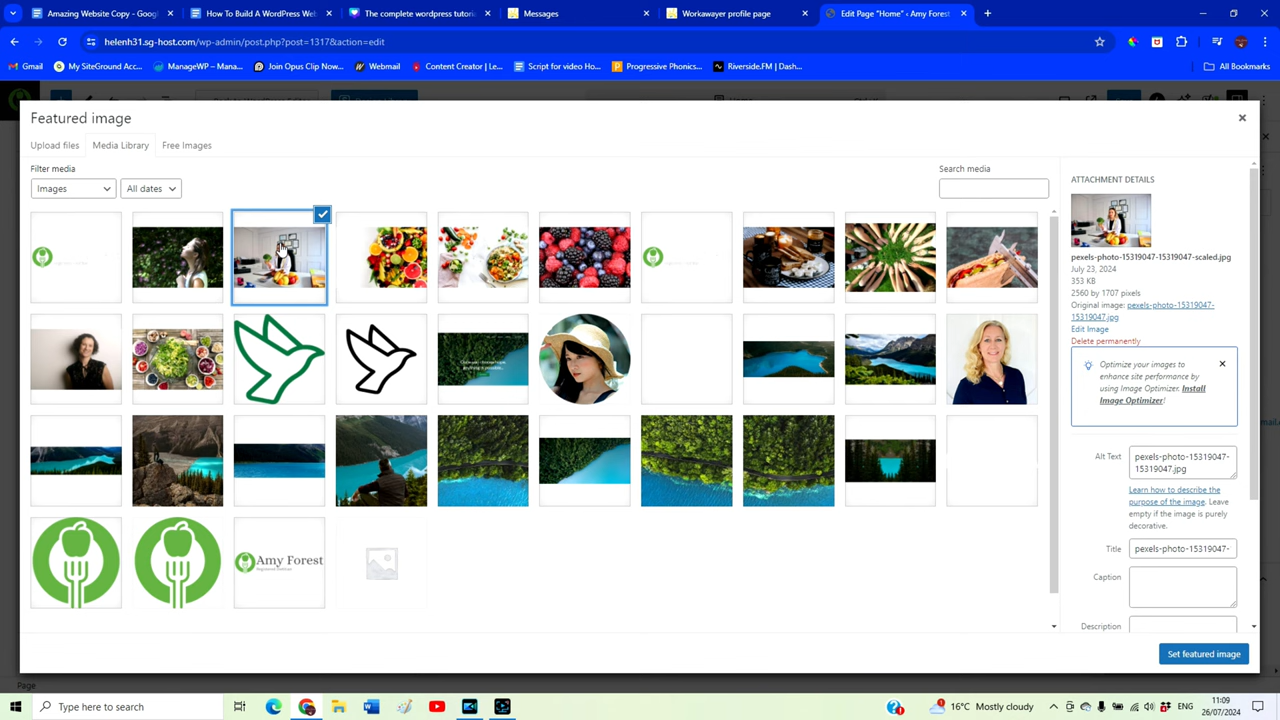 Amazing Website Copy - Goog
How To Build A WordPress Web
The complete wordpress tutori
Messages
Workawayer profile page
Edit Page "Home" ‹ Amy Forest
helenh31.sg-host.com/wp-admin/post.php?post=1317&action=edit
Gmail
My SiteGround Acc...
ManageWP – Mana...
Join Opus Clip Now...
Webmail
Content Creator | Le...
Script for video Ho...
Progressive Phonics...
Riverside.FM | Dash...
All Bookmarks
Featured image
Upload files
Media Library
Free Images
Filter media
Search media
Images
All dates
ATTACHMENT DETAILS
pexels-photo-15319047-15319047-scaled.jpg
July 23, 2024
353 KB
2560 by 1707 pixels
Original image: pexels-photo-15319047-
15319047.jpg
Edit Image
Delete permanently
Optimize your images to
enhance site performance by
using Image Optimizer. Install
Image Optimizer!
Alt Text
pexels-photo-15319047-
15319047.jpg
Learn how to describe the
purpose of the image. Leave
empty if the image is purely
decorative.
Title
pexels-photo-15319047-
Caption
Description
Amy Forest
Set featured image
Page
Type here to search
16°C Mostly cloudy
ENG
11:09
26/07/2024